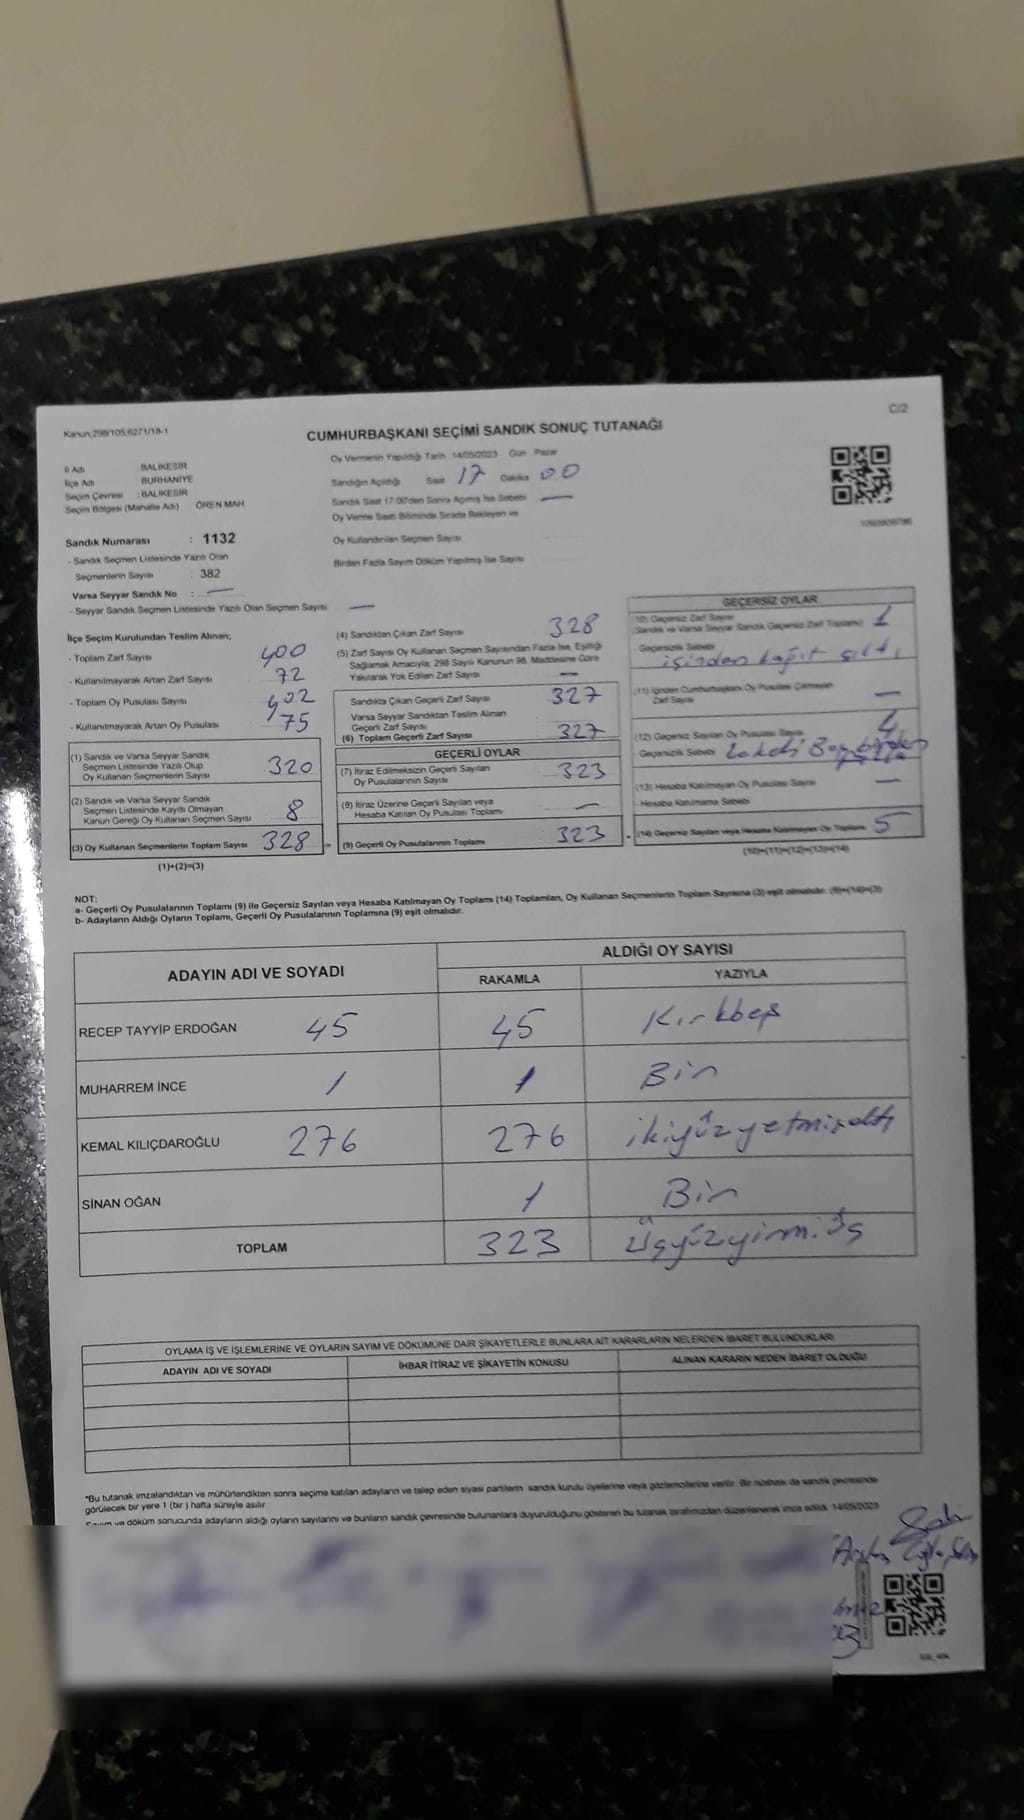 C/2
Kanun,298/105,6271/18-1
CUMHURBAŞKANI SEÇİMİ SANDIK SONUÇ TUTANAĞI
İl Adı BALIKESİR
İlçe Adı BURHANİYE
Seçim Çevresi : BALIKESİR
Seçim Bölgesi (Mahalle Adı) ÖREN MAH.
Oy Vermenin Yapıldığı Tarih 14/05/2023 Gün Pazar
Sandığın Açıldığı Saat 17 Dakika 00
Sandık Saat 17:00'den Sonra Açılmış İse Sebebi —
Oy Verme Saati Bitiminde Sırada Bekleyen ve
Oy Kullandırılan Seçmen Sayısı
Birden Fazla Sayım Döküm Yapılmış İse Sayısı
Sandık Numarası : 1132
- Sandık Seçmen Listesinde Yazılı Olan
Seçmenlerin Sayısı : 382
Varsa Seyyar Sandık No : —
- Seyyar Sandık Seçmen Listesinde Yazılı Olan Seçmen Sayısı —
İlçe Seçim Kurulundan Teslim Alınan;
- Toplam Zarf Sayısı 400
- Kullanılmayarak Artan Zarf Sayısı 72
- Toplam Oy Pusulası Sayısı 402
- Kullanılmayarak Artan Oy Pusulası 75
(1) Sandık ve Varsa Seyyar Sandık
Seçmen Listesinde Yazılı Olup
Oy Kullanan Seçmenlerin Sayısı 320
(2) Sandık ve Varsa Seyyar Sandık
Seçmen Listesinde Kayıtlı Olmayan
Kanun Gereği Oy Kullanan Seçmen Sayısı 8
(3) Oy Kullanan Seçmenlerin Toplam Sayısı 328
(1)+(2)=(3)
(4) Sandıktan Çıkan Zarf Sayısı 328
(5) Zarf Sayısı Oy Kullanan Seçmen Sayısından Fazla İse, Eşitliği
Sağlamak Amacıyla, 298 Sayılı Kanunun 98. Maddesine Göre
Yakılarak Yok Edilen Zarf Sayısı —
Sandıkta Çıkan Geçerli Zarf Sayısı 327
Varsa Seyyar Sandıktan Teslim Alınan
Geçerli Zarf Sayısı
(6) Toplam Geçerli Zarf Sayısı 327
GEÇERLİ OYLAR
(7) İtiraz Edilmeksizin Geçerli Sayılan
Oy Pusulalarının Sayısı 323
(8) İtiraz Üzerine Geçerli Sayılan veya
Hesaba Katılan Oy Pusulası Toplamı —
= (9) Geçerli Oy Pusulalarının Toplamı 323
GEÇERSİZ OYLAR
(10) Geçersiz Zarf Sayısı
(Sandık ve Varsa Seyyar Sandık Geçersiz Zarf Toplamı) 1
Geçersizlik Sebebi
içinden kağıt çıktı
(11) İçinden Cumhurbaşkanı Oy Pusulası Çıkmayan
Zarf Sayısı —
(12) Geçersiz Sayılan Oy Pusulası Sayısı 4
Geçersizlik Sebebi
(13) Hesaba Katılmayan Oy Pusulası Sayısı —
Hesaba Katılmama Sebebi
+ (14) Geçersiz Sayılan veya Hesaba Katılmayan Oy Toplamı 5
(10)+(11)+(12)+(13)=(14)
NOT:
a- Geçerli Oy Pusulalarının Toplamı (9) ile Geçersiz Sayılan veya Hesaba Katılmayan Oy Toplamı (14) Toplamları, Oy Kullanan Seçmenlerin Toplam Sayısına (3) eşit olmalıdır. (9)+(14)=(3)
b- Adayların Aldığı Oyların Toplamı, Geçerli Oy Pusulalarının Toplamına (9) eşit olmalıdır.
ADAYIN ADI VE SOYADI ALDIĞI OY SAYISI
RAKAMLA YAZIYLA
RECEP TAYYİP ERDOĞAN 45 45 Kırkbeş
MUHARREM İNCE 1 1 Bir
KEMAL KILIÇDAROĞLU 276 276 ikiyüzyetmişaltı
SİNAN OĞAN 1 Bir
TOPLAM 323 Üçyüzyirmiüç
OYLAMA İŞ VE İŞLEMLERİNE VE OYLARIN SAYIM VE DÖKÜMÜNE DAİR ŞİKAYETLERLE BUNLARA AİT KARARLARIN NELERDEN İBARET BULUNDUKLARI
ADAYIN ADI VE SOYADI İHBAR İTİRAZ VE ŞİKAYETİN KONUSU ALINAN KARARIN NEDEN İBARET OLDUĞU
*Bu tutanak imzalandıktan ve mühürlendikten sonra seçime katılan adayların ve talep eden siyasi partilerin sandık kurulu üyelerine veya gözlemcilerine verilir. Bir nüshası da sandık çevresinde
görülecek bir yere 1 (bir) hafta süreyle asılır.
Sayım ve döküm sonucunda adayların aldığı oyların sayılarını ve bunların sandık çevresinde bulunanlara duyurulduğunu gösteren bu tutanak tarafımızdan düzenlenerek imza edildi. 14/05/2023